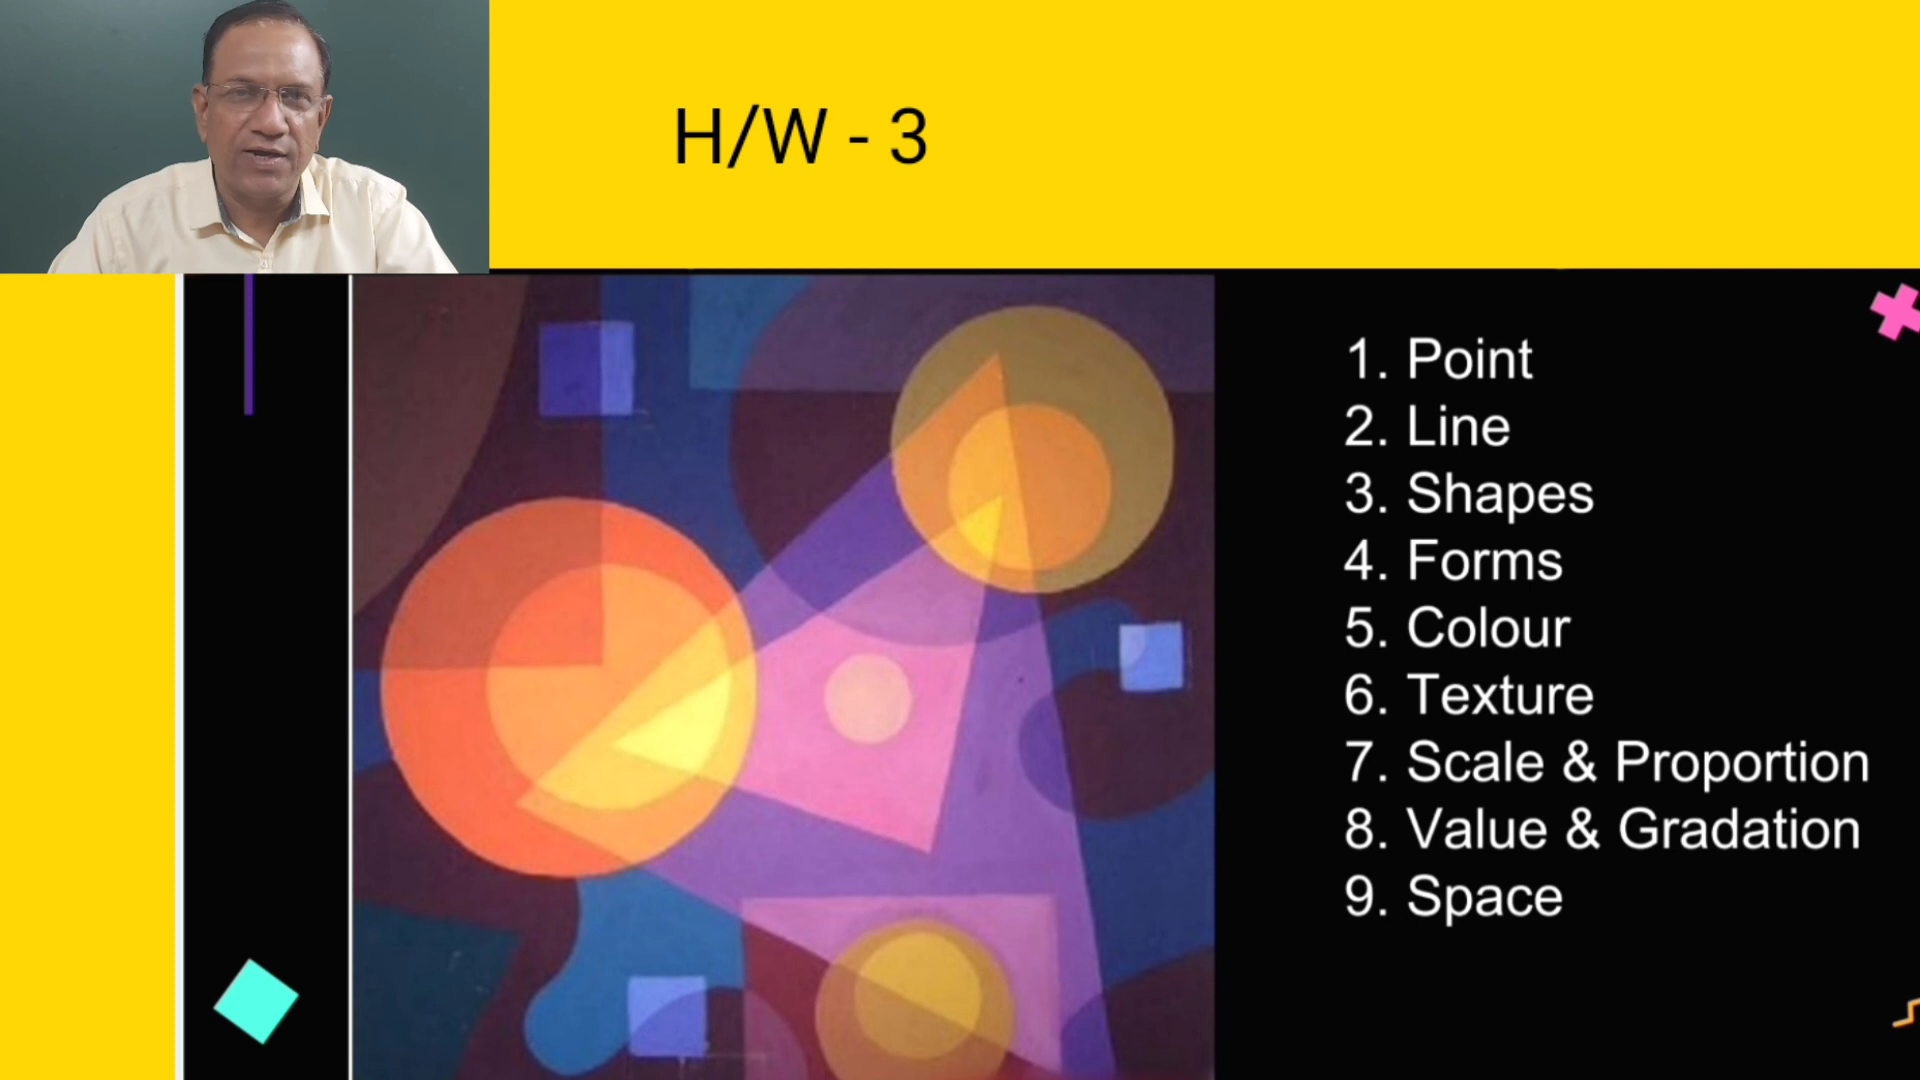 H/W - 3
1. Point
2. Line
3. Shapes
4. Forms
5. Colour
6. Texture
7. Scale & Proportion
8. Value & Gradation
9. Space